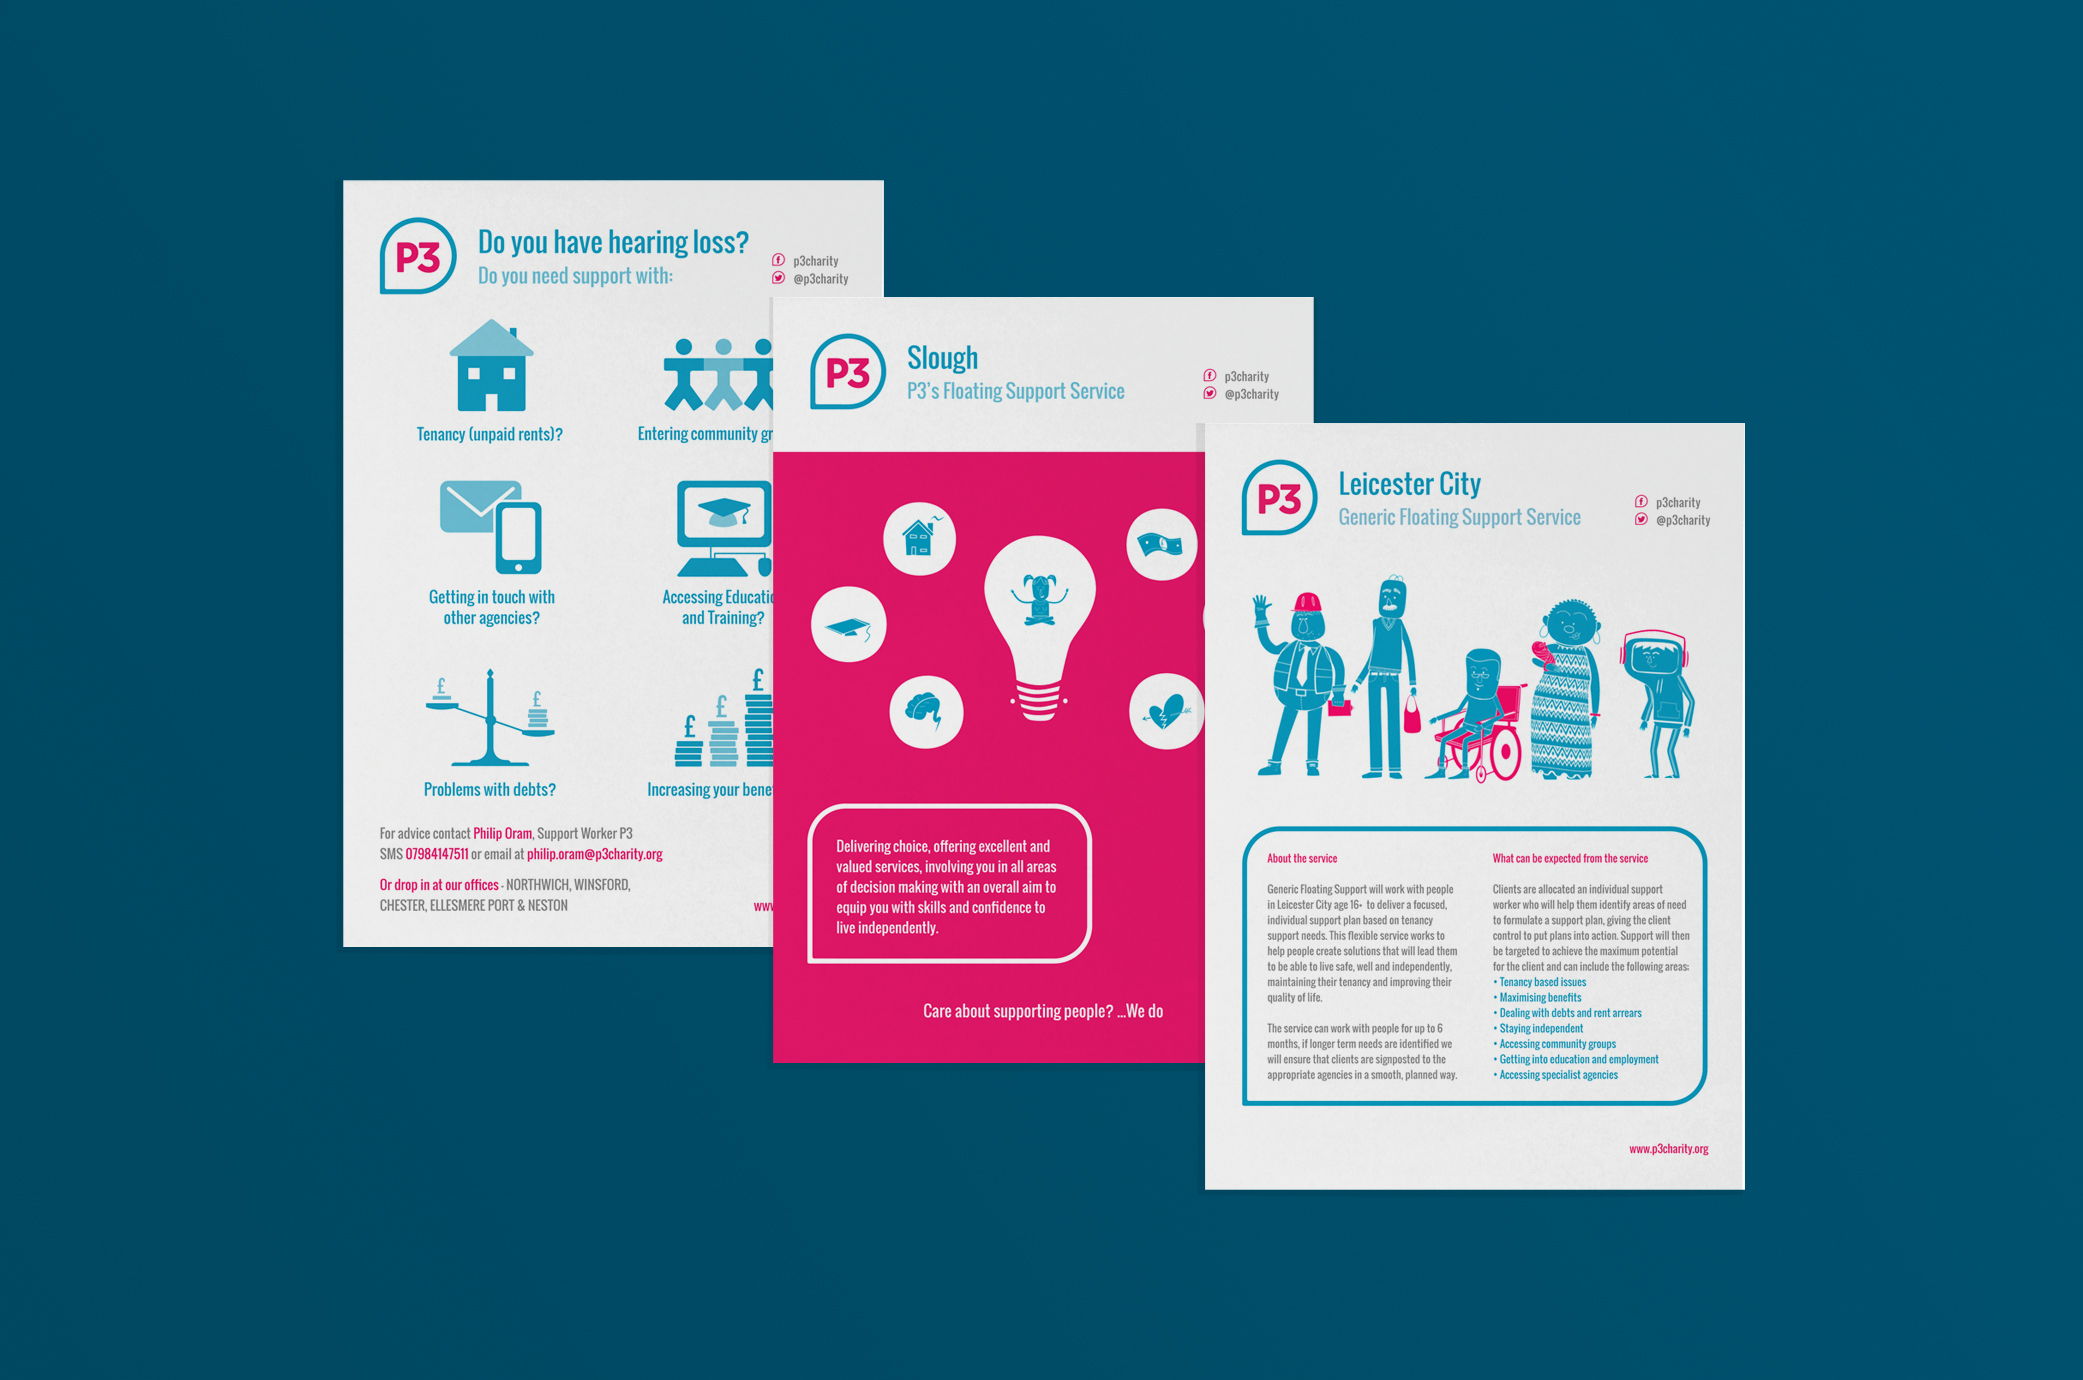 P3
Do you have hearing loss?
Do you need support with:
p3charity
@p3charity
Tenancy (unpaid rents)?
Entering community
Getting in touch with
other agencies?
Accessing
and Training?
£
£
£
£
£
Problems with debts?
Increasing your
For advice contact Philip Oram, Support Worker P3
SMS 07984147511 or email at philip.oram@p3charity.org
Or drop in at our offices - NORTHWICH, WINSFORD,
CHESTER, ELLESMERE PORT & NESTON
P3
Slough
P3's Floating Support Service
p3charity
@p3charity
Delivering choice, offering excellent and
valued services, involving you in all areas
of decision making with an overall aim to
equip you with skills and confidence to
live independently.
Care about supporting people? ...We do
P3
Leicester City
Generic Floating Support Service
p3charity
@p3charity
About the service
Generic Floating Support will work with people
in Leicester City age 16+ to deliver a focused,
individual support plan based on tenancy
support needs. This flexible service works to
help people create solutions that will lead them
to be able to live safe, well and independently,
maintaining their tenancy and improving their
quality of life.
The service can work with people for up to 6
months, if longer term needs are identified we
will ensure that clients are signposted to the
appropriate agencies in a smooth, planned way.
What can be expected from the service
Clients are allocated an individual support
worker who will help them identify areas of need
to formulate a support plan, giving the client
control to put plans into action. Support will then
be targeted to achieve the maximum potential
for the client and can include the following areas:
• Tenancy based issues
• Maximising benefits
• Dealing with debts and rent arrears
• Staying independent
• Accessing community groups
• Getting into education and employment
• Accessing specialist agencies
www.p3charity.org